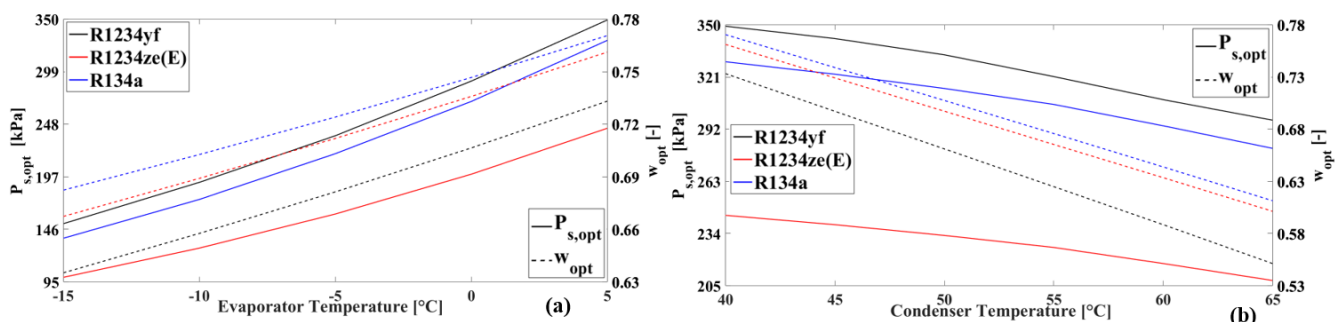 350
299
248
197
146
95
P_s,opt [kPa]
R1234yf
R1234ze(E)
R134a
P_s,opt
w_opt
0.78
0.75
0.72
0.69
0.66
0.63
w_opt [-]
-15 -10 -5 0 5
Evaporator Temperature [°C]
(a)
350
321
292
263
234
205
P_s,opt [kPa]
P_s,opt
w_opt
R1234yf
R1234ze(E)
R134a
0.78
0.73
0.68
0.63
0.58
0.53
w_opt [-]
40 45 50 55 60 65
Condenser Temperature [°C]
(b)